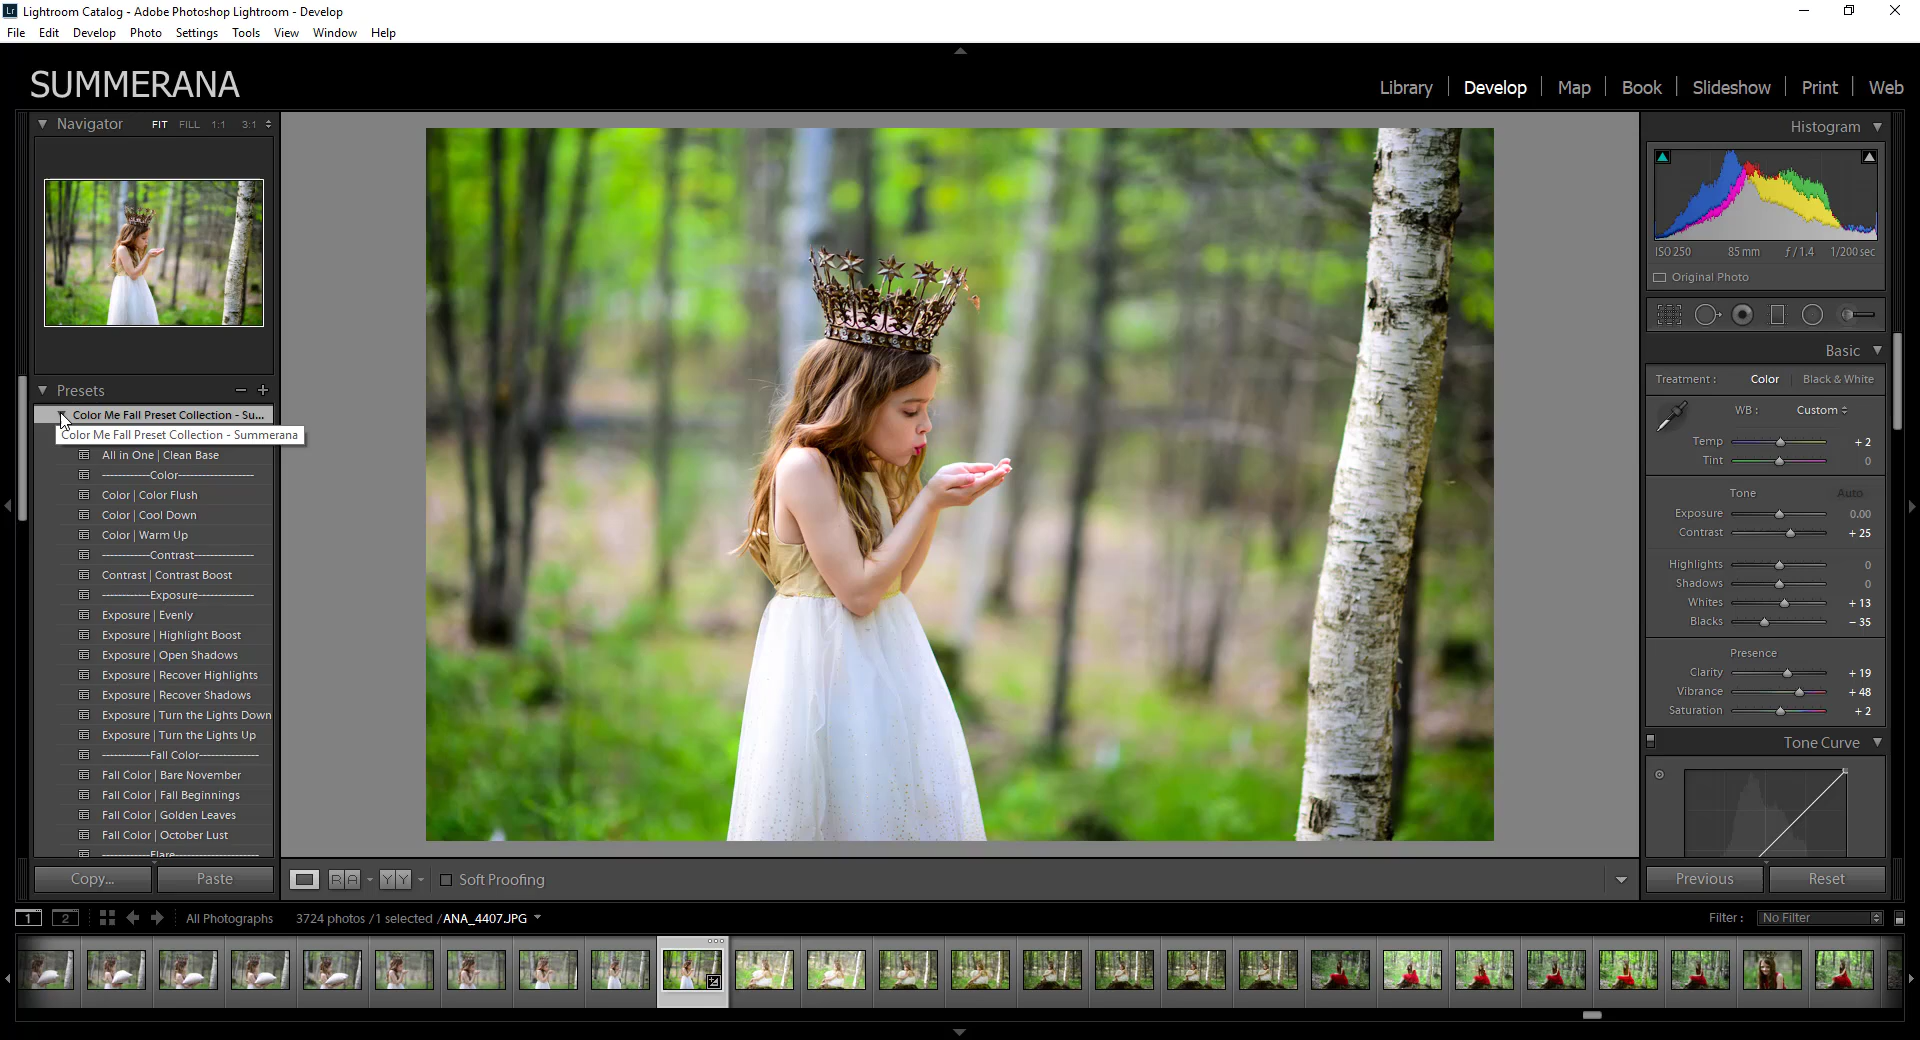 Lightroom Catalog - Adobe Photoshop Lightroom - Develop
File Edit Develop Photo Settings Tools View Window Help
SUMMERANA
Library Develop Map Book Slideshow Print Web
Navigator FIT FILL 1:1 3:1
Presets
Color Me Fall Preset Collection - Su...
Color Me Fall Preset Collection - Summerana
All in One | Clean Base
------------Color-------------------
Color | Color Flush
Color | Cool Down
Color | Warm Up
------------Contrast---------------
Contrast | Contrast Boost
------------Exposure--------------
Exposure | Evenly
Exposure | Highlight Boost
Exposure | Open Shadows
Exposure | Recover Highlights
Exposure | Recover Shadows
Exposure | Turn the Lights Down
Exposure | Turn the Lights Up
------------Fall Color---------------
Fall Color | Bare November
Fall Color | Fall Beginnings
Fall Color | Golden Leaves
Fall Color | October Lust
------------Flare---------------------
Copy... Paste
Histogram
ISO 250 85 mm ƒ / 1.4 1/200 sec
Original Photo
Basic
Treatment : Color Black & White
WB : Custom
Temp + 2
Tint 0
Tone Auto
Exposure 0.00
Contrast + 25
Highlights 0
Shadows 0
Whites + 13
Blacks − 35
Presence
Clarity + 19
Vibrance + 48
Saturation + 2
Tone Curve
Previous Reset
R A Y Y Soft Proofing
1 2 All Photographs 3724 photos / 1 selected / ANA_4407.JPG
Filter : No Filter